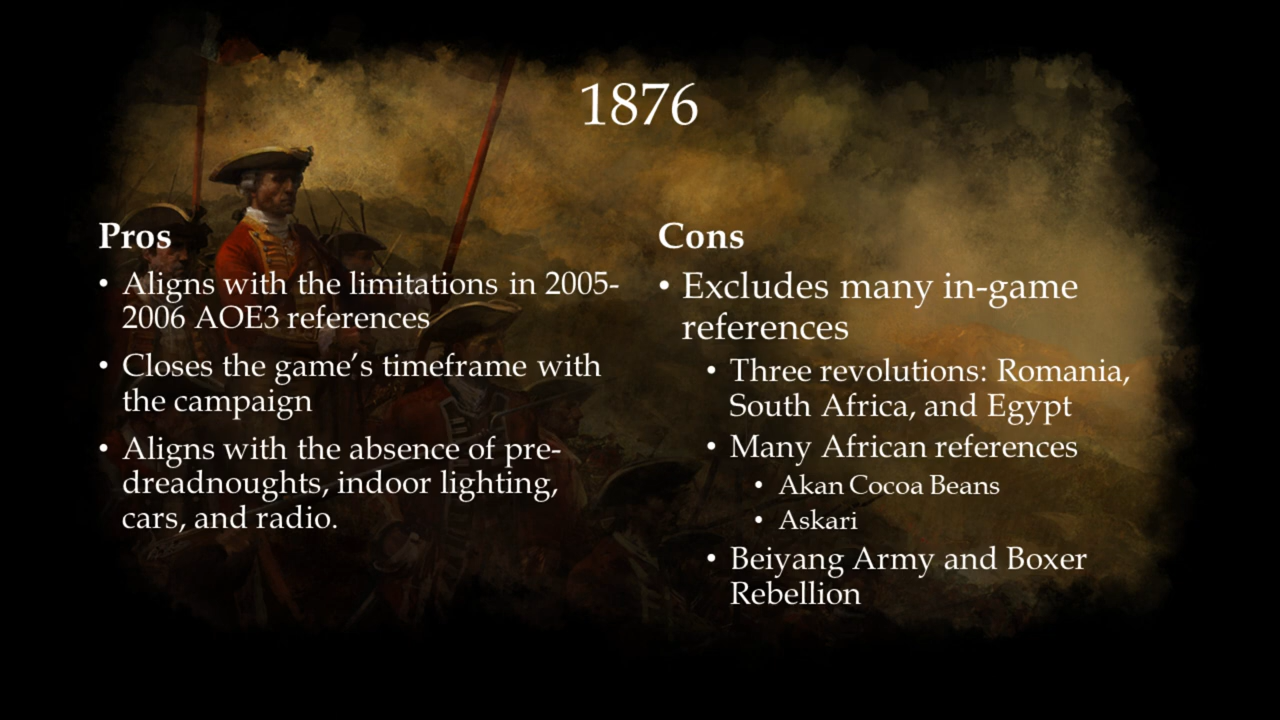 1876
Pros
• Aligns with the limitations in 2005-
2006 AOE3 references
• Closes the game’s timeframe with
the campaign
• Aligns with the absence of pre-
dreadnoughts, indoor lighting,
cars, and radio.
Cons
• Excludes many in-game
references
• Three revolutions: Romania,
South Africa, and Egypt
• Many African references
• Akan Cocoa Beans
• Askari
• Beiyang Army and Boxer
Rebellion